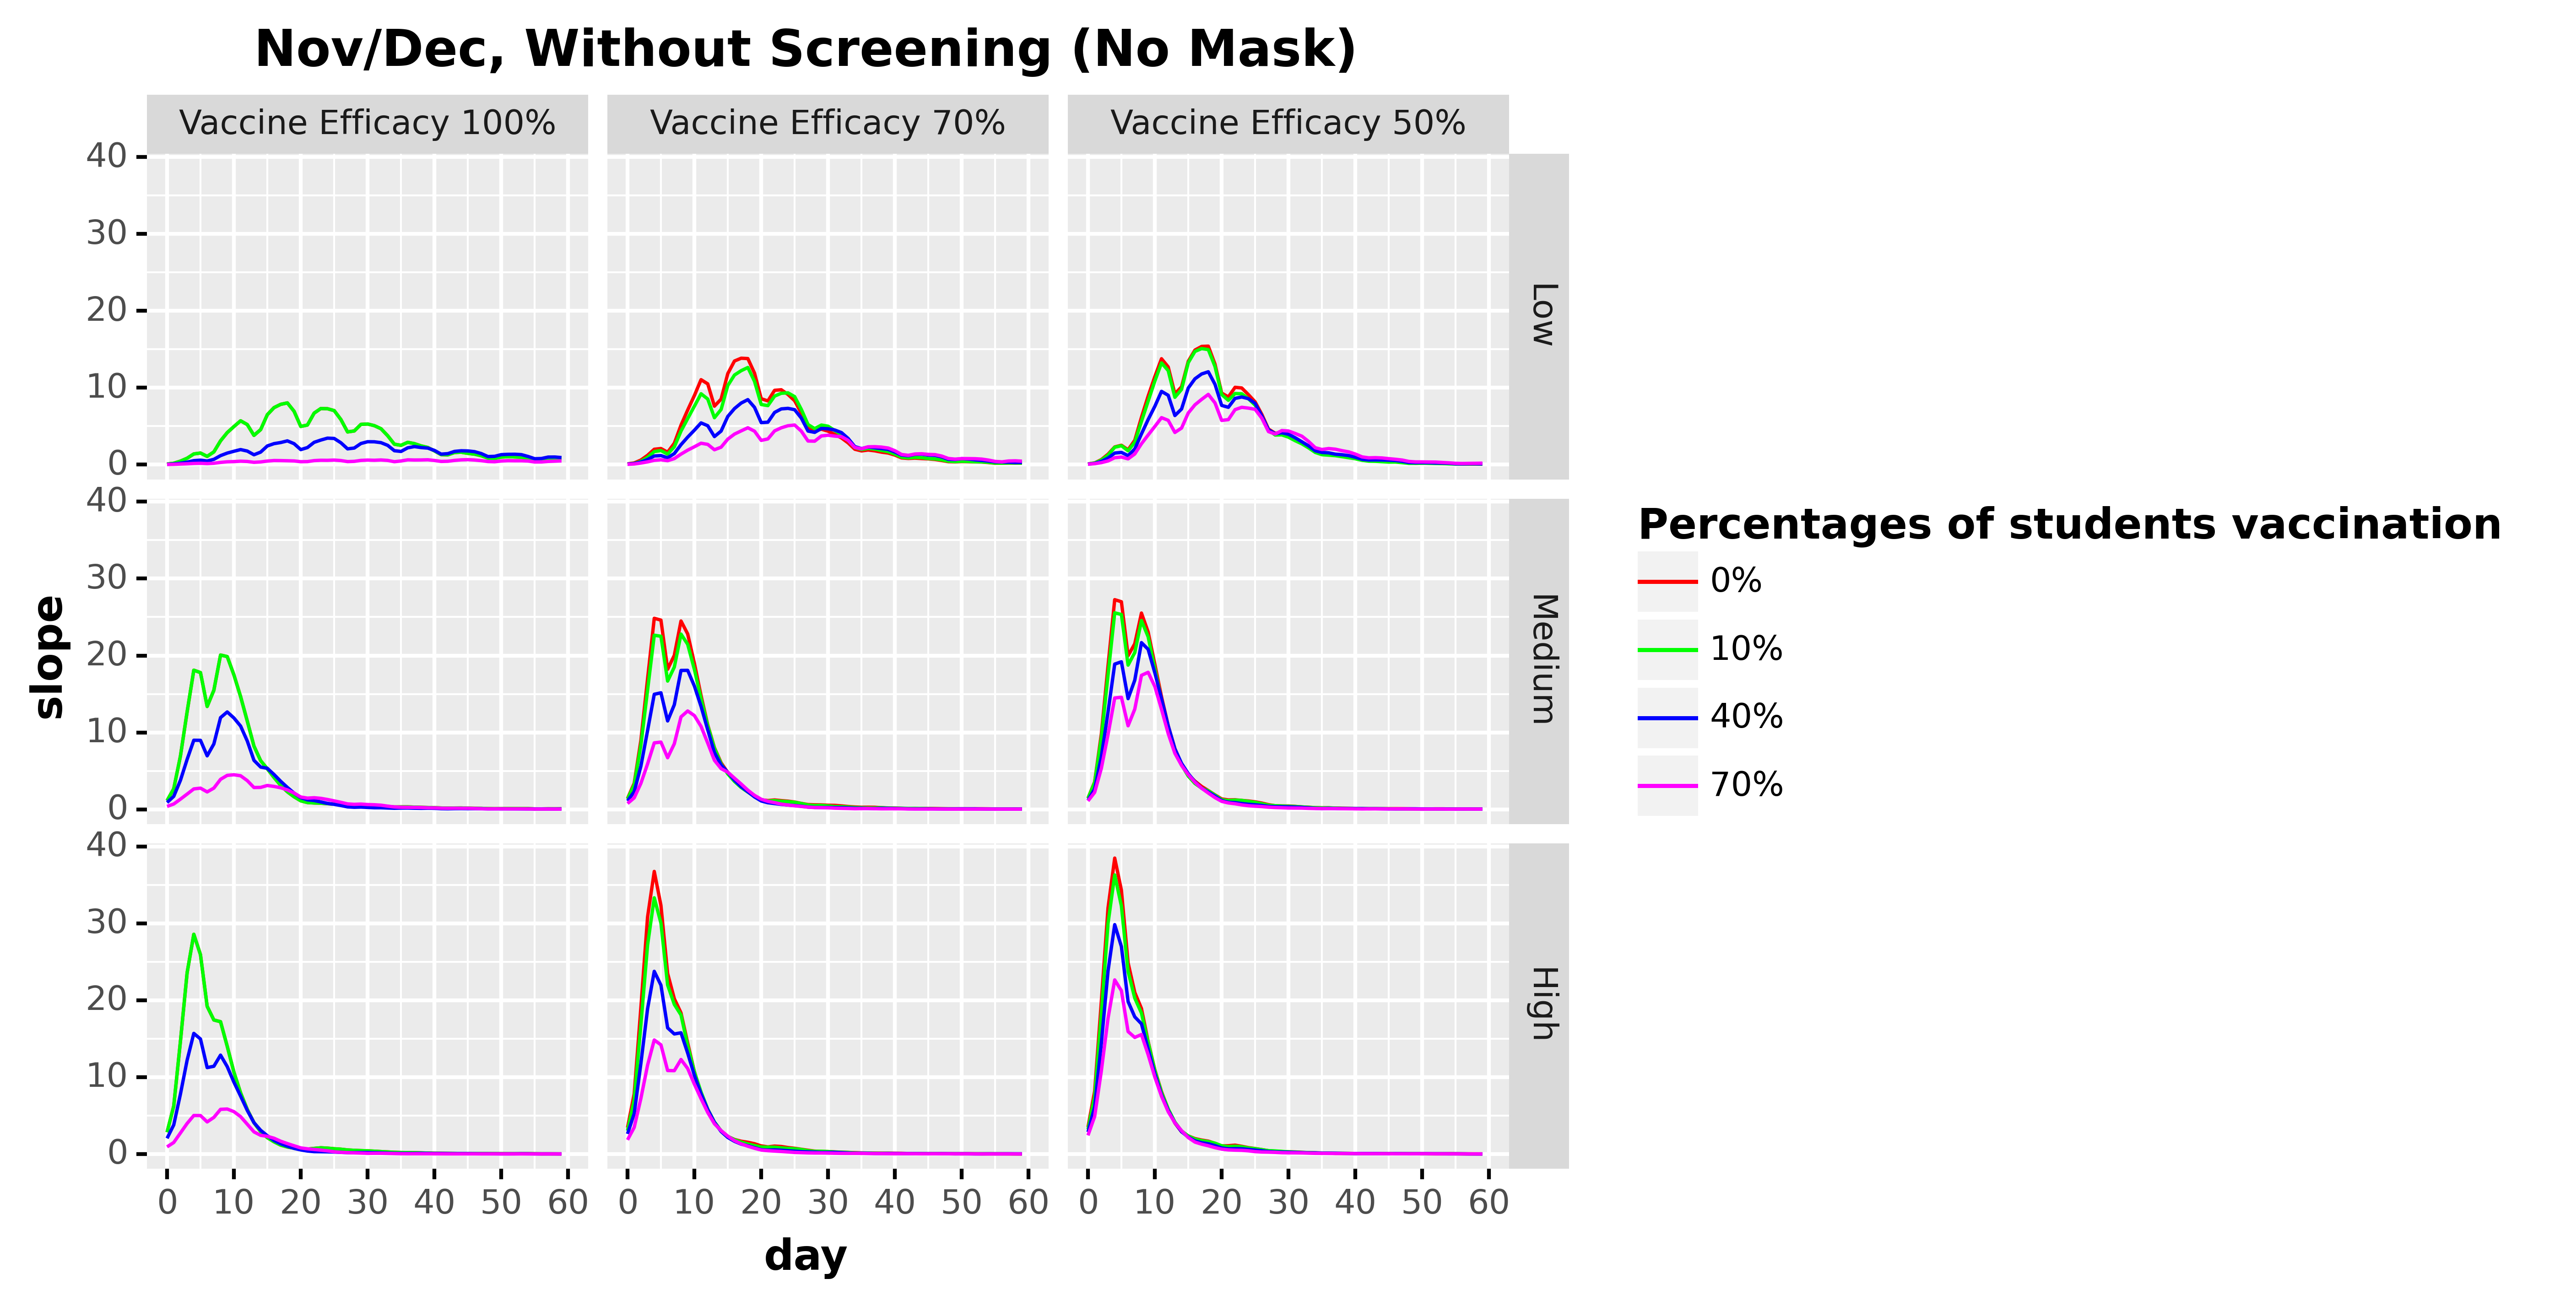 Nov/Dec, Without Screening (No Mask)
Vaccine Efficacy 100%
Vaccine Efficacy 70%
Vaccine Efficacy 50%
40
30
20
10
0
Low
40
30
20
10
0
Medium
40
30
20
10
0
High
slope
0 10 20 30 40 50 60
0 10 20 30 40 50 60
0 10 20 30 40 50 60
day
Percentages of students vaccination
0%
10%
40%
70%